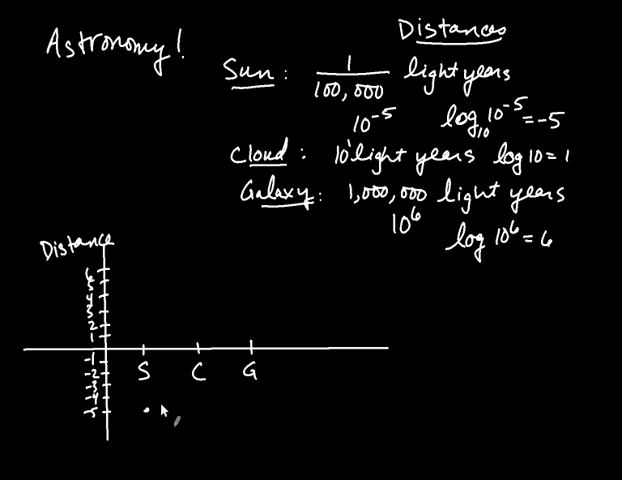 Astronomy!
Distances
Sun: 1/100,000 light years
10^-5 log_10 10^-5 = -5
Cloud: 10^1 light years log 10 = 1
Galaxy: 1,000,000 light years
10^6 log 10^6 = 6
Distance
6
5
4
3
2
1
-1
-2
-3
-4
-5
S C G